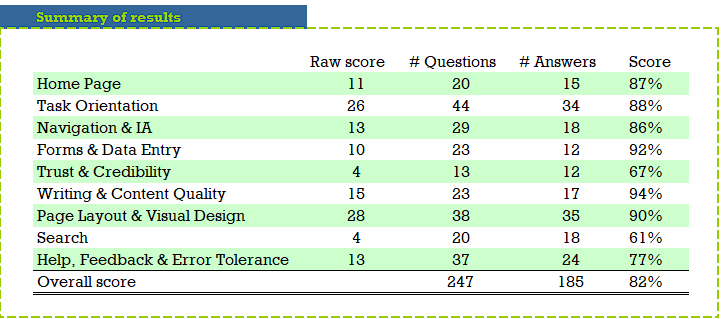 Summary of results
Raw score # Questions # Answers Score
Home Page 11 20 15 87%
Task Orientation 26 44 34 88%
Navigation & IA 13 29 18 86%
Forms & Data Entry 10 23 12 92%
Trust & Credibility 4 13 12 67%
Writing & Content Quality 15 23 17 94%
Page Layout & Visual Design 28 38 35 90%
Search 4 20 18 61%
Help, Feedback & Error Tolerance 13 37 24 77%
Overall score 247 185 82%